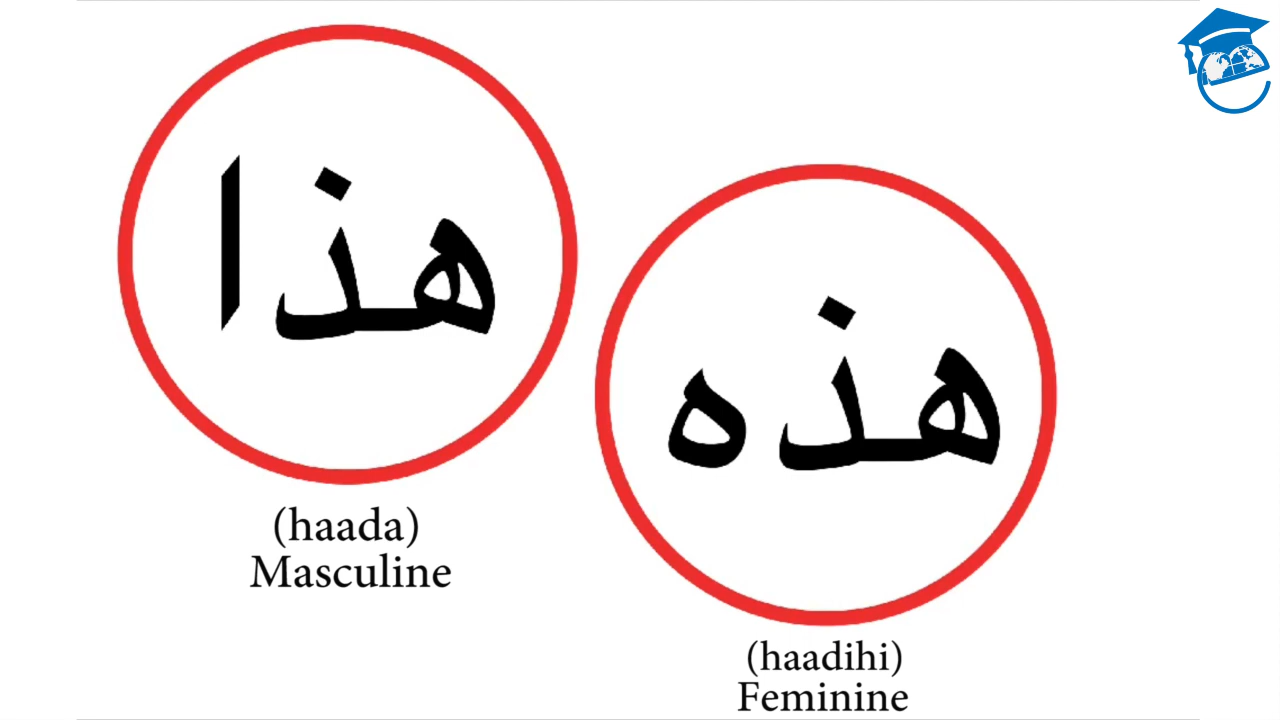 هذا
(haada)
Masculine
هذه
(haadihi)
Feminine